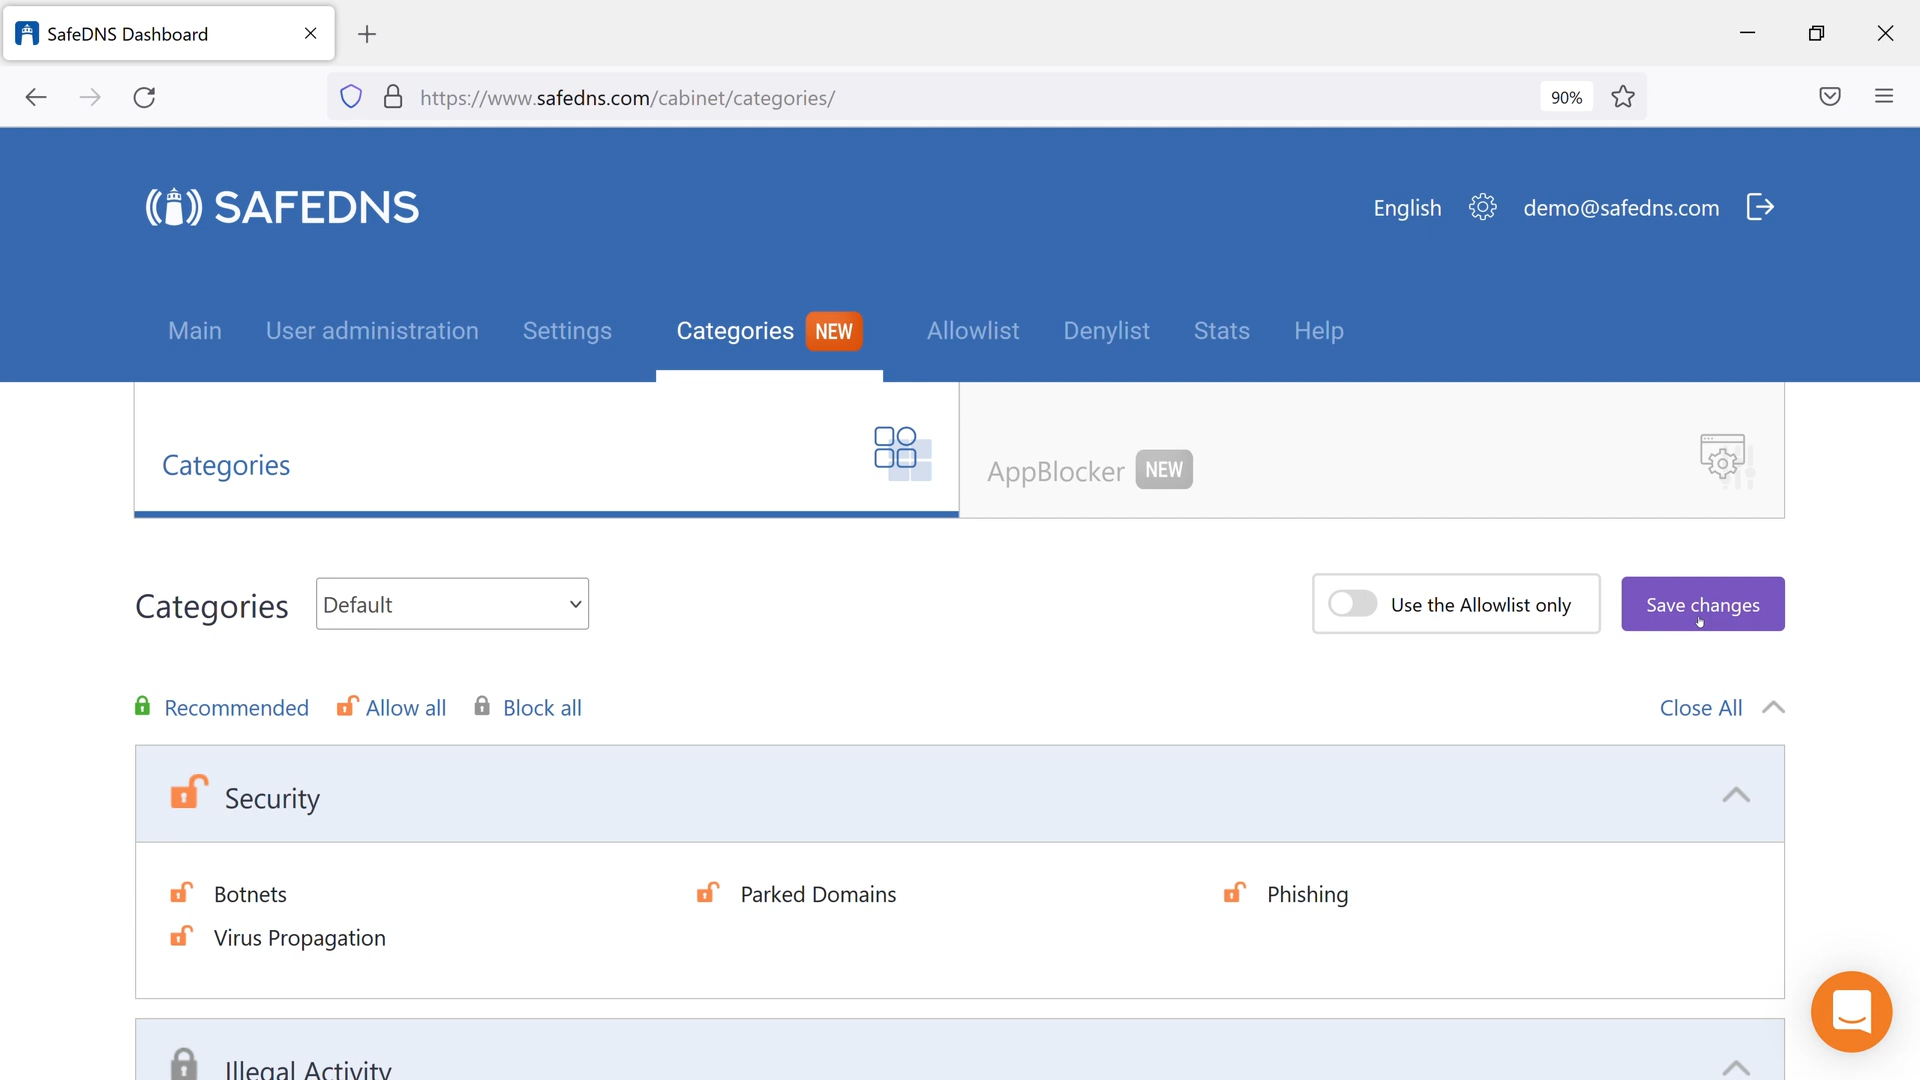 SafeDNS Dashboard
https://www.safedns.com/cabinet/categories/
90%
SAFEDNS
English
demo@safedns.com
Main
User administration
Settings
Categories NEW
Allowlist
Denylist
Stats
Help
Categories
AppBlocker NEW
Categories
Default
Use the Allowlist only
Save changes
Recommended
Allow all
Block all
Close All
Security
Botnets
Parked Domains
Phishing
Virus Propagation
Illegal Activity